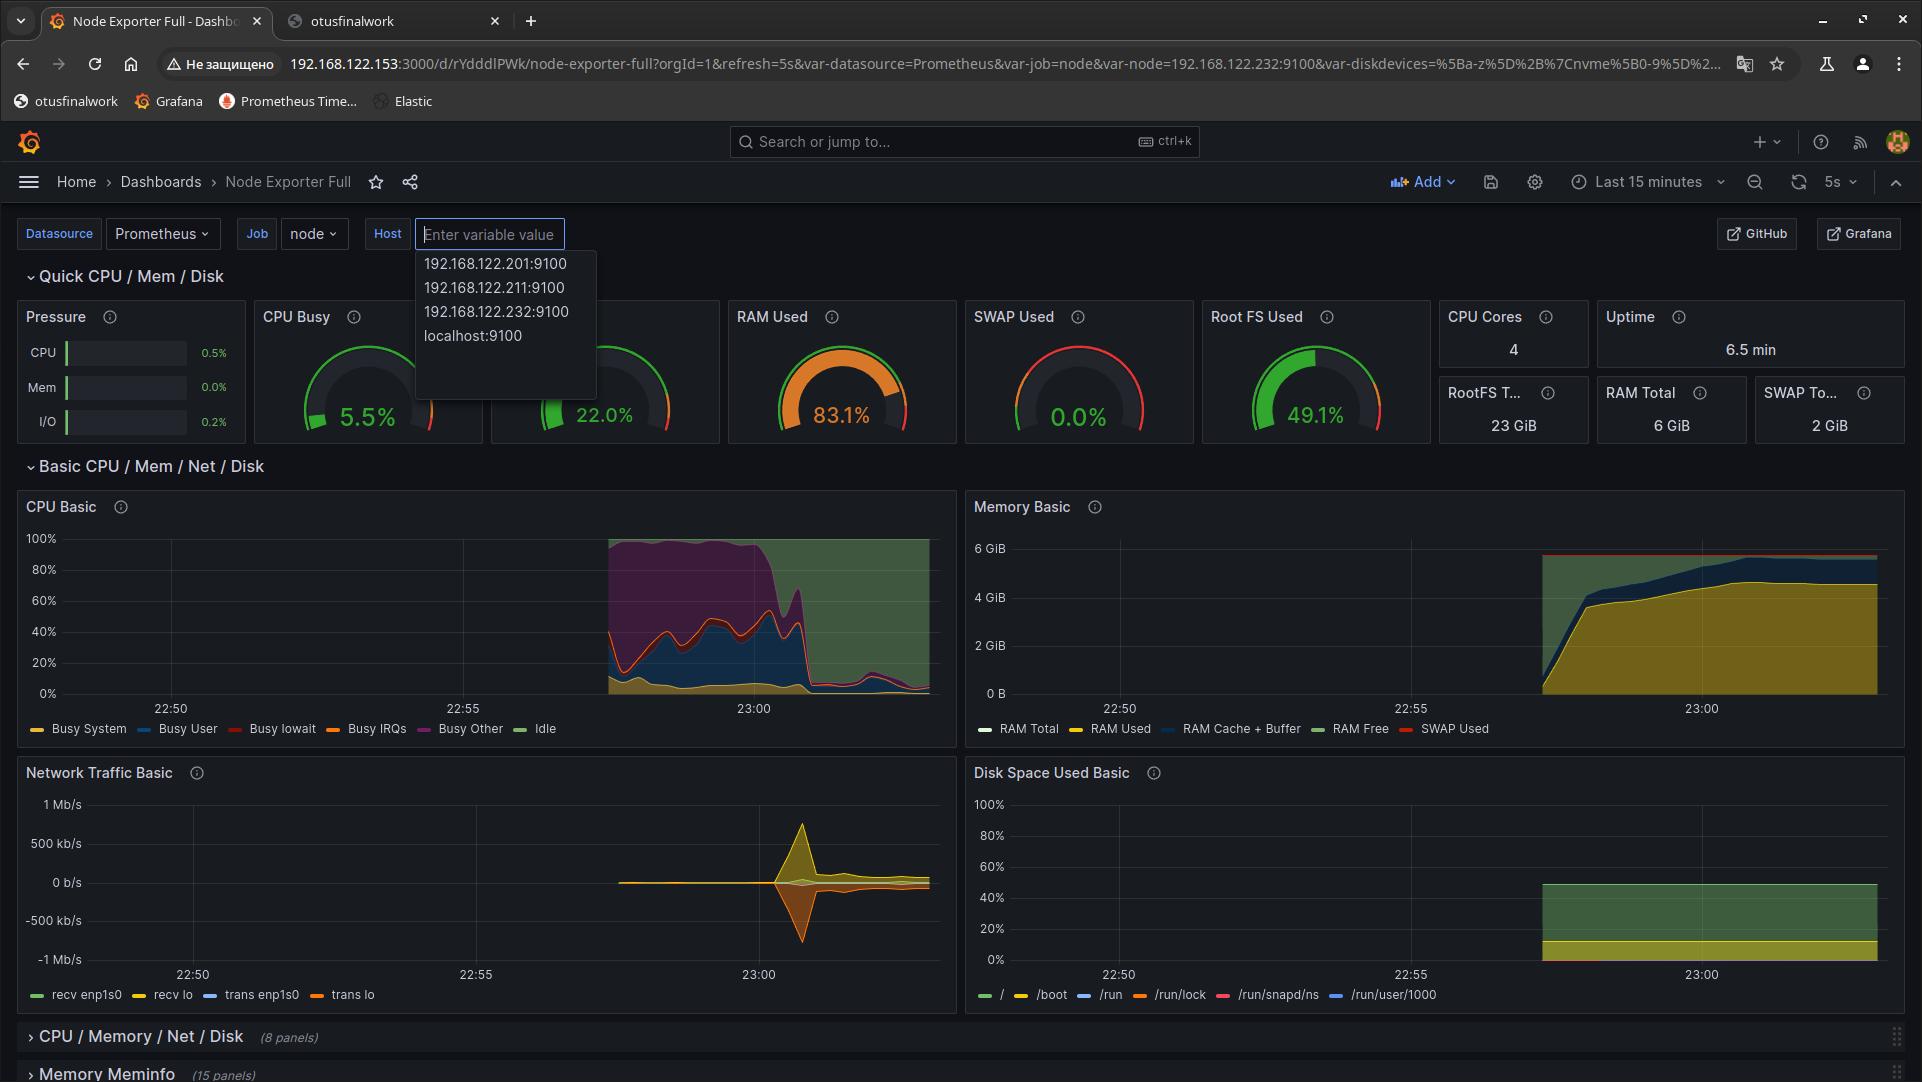 Node Exporter Full - Dashbo
otusfinalwork
Не защищено
192.168.122.153:3000/d/rYdddlPWk/node-exporter-full?orgId=1&refresh=5s&var-datasource=Prometheus&var-job=node&var-node=192.168.122.232:9100&var-diskdevices=%5Ba-z%5D%2B%7Cnvme%5B0-9%5D%2...
otusfinalwork Grafana Prometheus Time... Elastic
Search or jump to... ctrl+k
Home › Dashboards › Node Exporter Full
Add Last 15 minutes 5s
Datasource Prometheus Job node Host Enter variable value GitHub Grafana
192.168.122.201:9100
192.168.122.211:9100
192.168.122.232:9100
localhost:9100
Quick CPU / Mem / Disk
Pressure
CPU 0.5%
Mem 0.0%
I/O 0.2%
CPU Busy
5.5%
22.0%
RAM Used
83.1%
SWAP Used
0.0%
Root FS Used
49.1%
CPU Cores
4
Uptime
6.5 min
RootFS T...
23 GiB
RAM Total
6 GiB
SWAP To...
2 GiB
Basic CPU / Mem / Net / Disk
CPU Basic
100%
80%
60%
40%
20%
0%
22:50 22:55 23:00
Busy System Busy User Busy Iowait Busy IRQs Busy Other Idle
Memory Basic
6 GiB
4 GiB
2 GiB
0 B
22:50 22:55 23:00
RAM Total RAM Used RAM Cache + Buffer RAM Free SWAP Used
Network Traffic Basic
1 Mb/s
500 kb/s
0 b/s
-500 kb/s
-1 Mb/s
22:50 22:55 23:00
recv enp1s0 recv lo trans enp1s0 trans lo
Disk Space Used Basic
100%
80%
60%
40%
20%
0%
22:50 22:55 23:00
/ /boot /run /run/lock /run/snapd/ns /run/user/1000
CPU / Memory / Net / Disk (8 panels)
Memory Meminfo (15 panels)